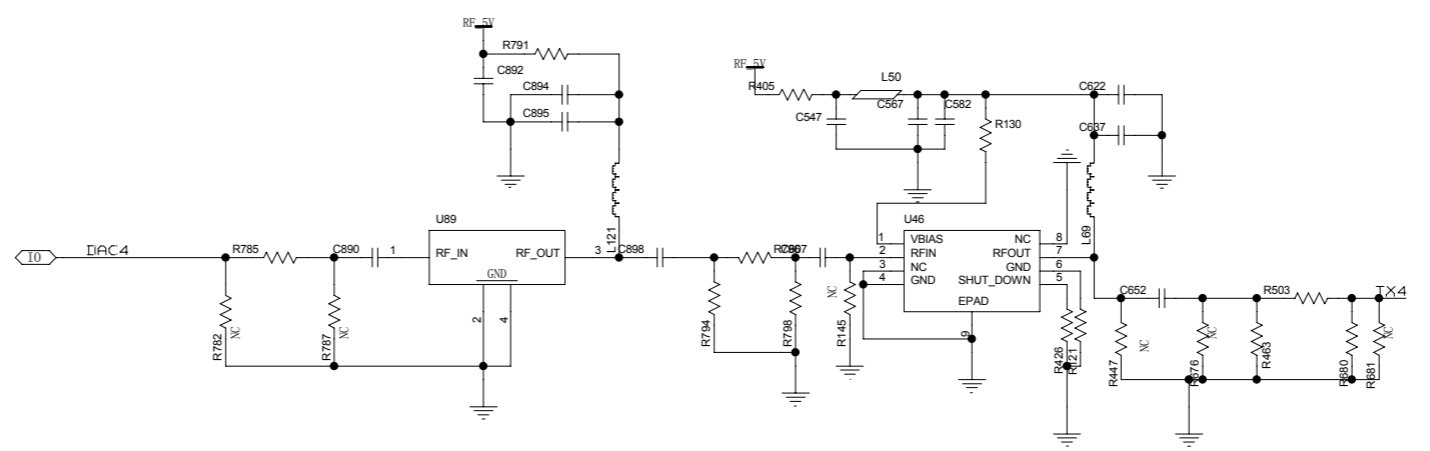 RF_5V
R791
C892
C894
C895
RF_5V
R405
L50
C547
C567
C582
R130
C622
C637
L121
L69
IO
DAC4
R785
C890
1
U89
RF_IN
RF_OUT
GND
3
C898
2
4
R782
NC
R787
NC
R794
R798
NC
R145
U46
1
VBIAS
NC
8
2
RFIN
RFOUT
7
3
NC
GND
6
4
GND
SHUT_DOWN
5
EPAD
9
R426
R121
C652
R503
TX4
R447
NC
R676
NC
R463
R680
R681
NC